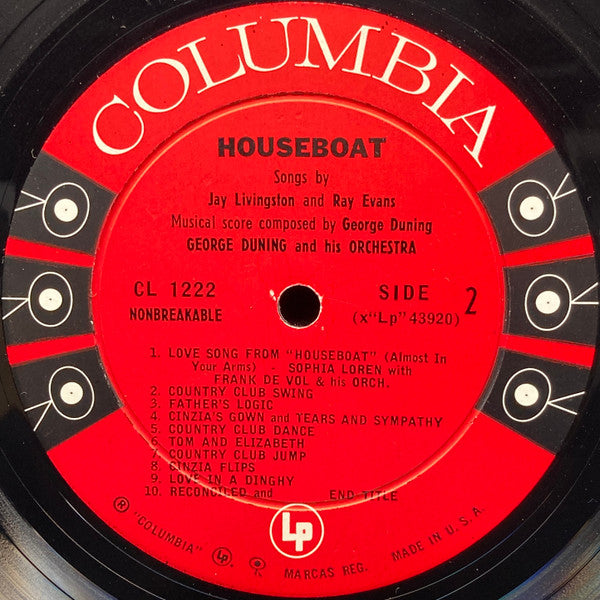 COLUMBIA
HOUSEBOAT
Songs by
Jay Livingston and Ray Evans
Musical score composed by George Duning
GEORGE DUNING and his ORCHESTRA
CL 1222
NONBREAKABLE
SIDE 2
(x"Lp" 43920)
1. LOVE SONG FROM "HOUSEBOAT" (Almost In
Your Arms) - SOPHIA LOREN with
FRANK DE VOL & his ORCH.
2. COUNTRY CLUB SWING
3. FATHER'S LOGIC
4. CINZIA'S GOWN and TEARS AND SYMPATHY
5. COUNTRY CLUB DANCE
6. TOM AND ELIZABETH
7. COUNTRY CLUB JUMP
8. CINZIA FLIPS
9. LOVE IN A DINGHY
10. RECONCILED and END TITLE
Lp
® "COLUMBIA" Lp. MARCAS REG. MADE IN U.S.A.